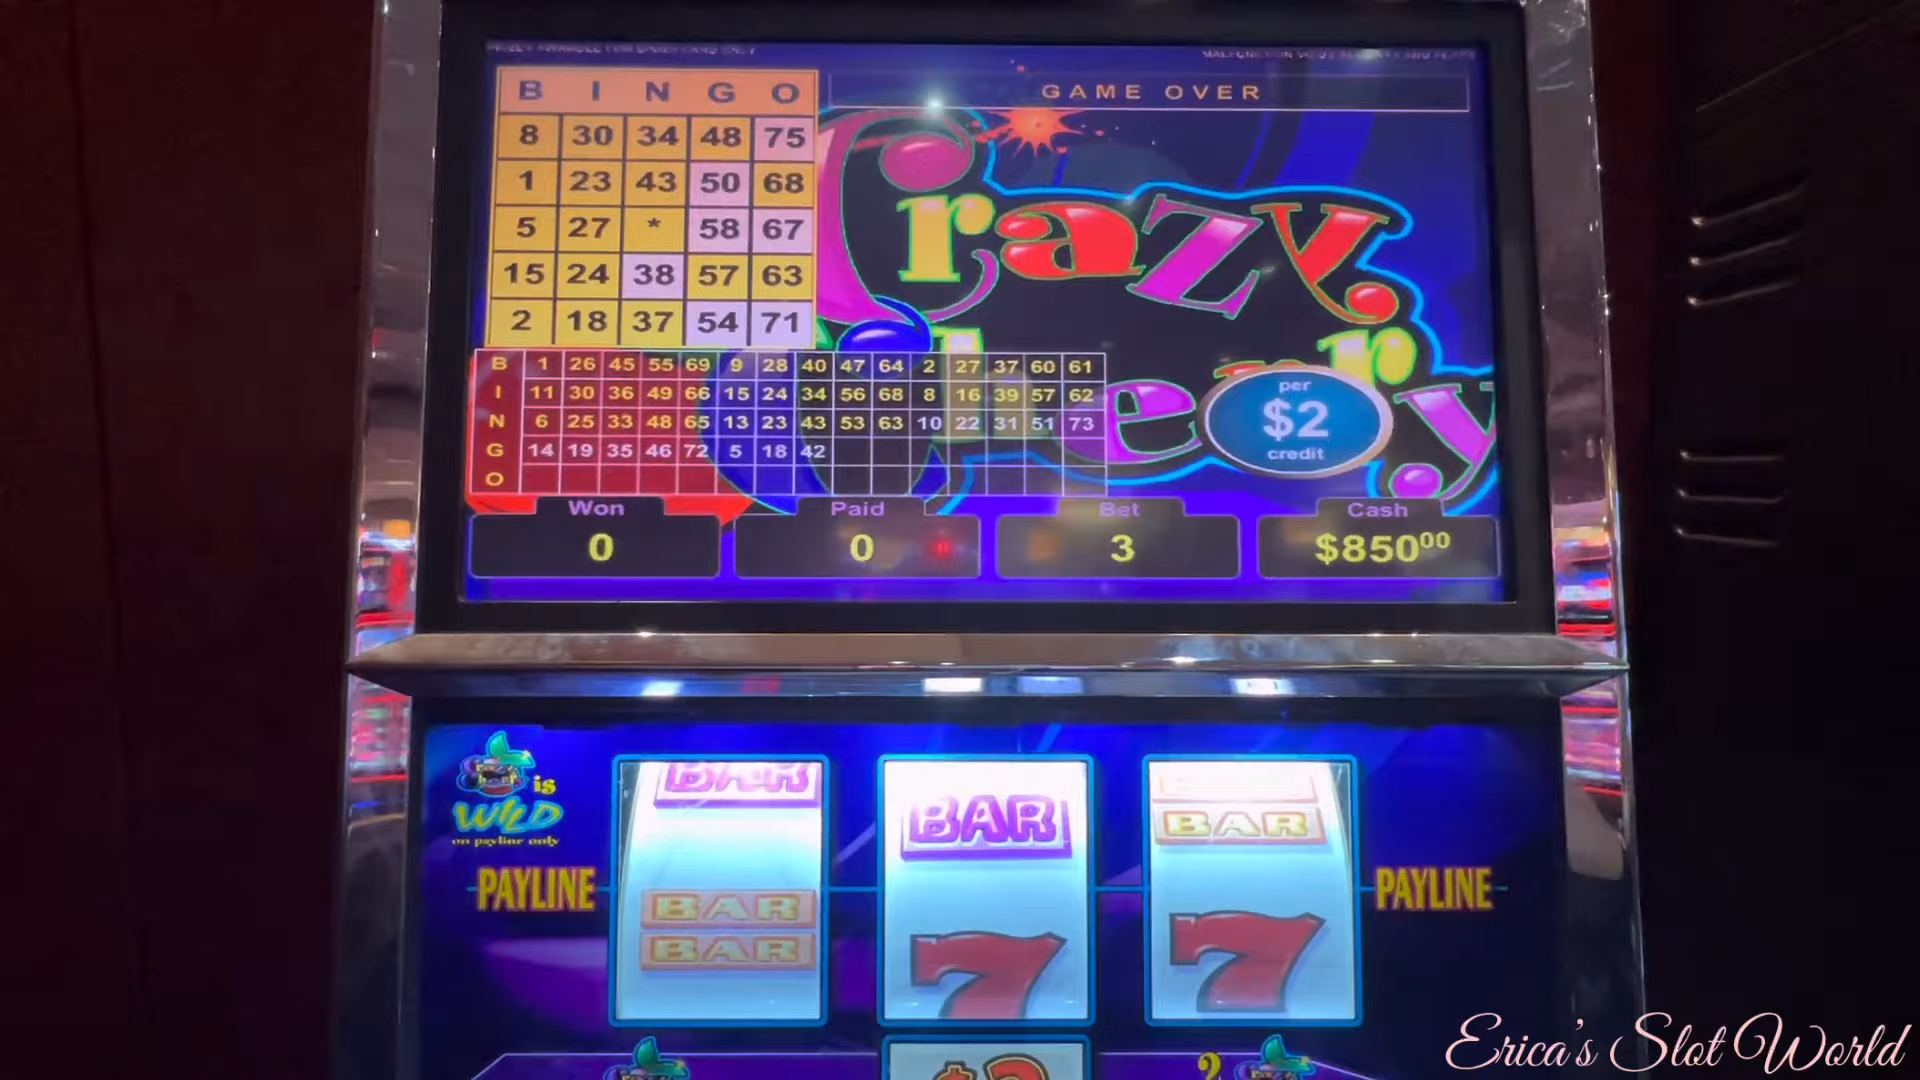 GAME OVER
B I N G O
8 30 34 48 75
1 23 43 50 68
5 27 * 58 67
15 24 38 57 63
2 18 37 54 71
Crazy
Cherry
B 1 26 45 55 69 9 28 40 47 64 2 27 37 60 61
I 11 30 36 49 66 15 24 34 56 68 8 16 39 57 62
N 6 25 33 48 65 13 23 43 53 63 10 22 31 51 73
G 14 19 35 46 72 5 18 42
O
per
$2
credit
Won Paid Bet Cash
0 0 3 $850⁰⁰
is
WILD
on payline only
BAR BAR BAR
PAYLINE PAYLINE
BAR
BAR
7 7
Erica's Slot World